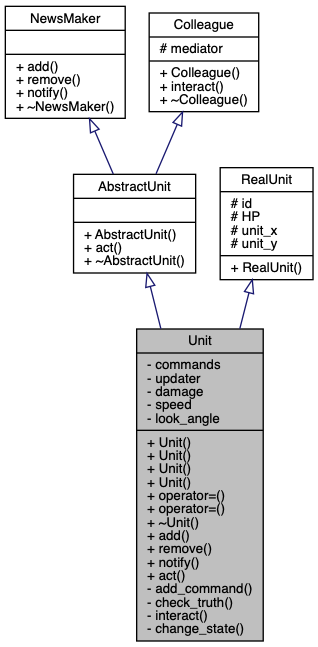 NewsMaker
+ add()
+ remove()
+ notify()
+ ~NewsMaker()
Colleague
# mediator
+ Colleague()
+ interact()
+ ~Colleague()
AbstractUnit
+ AbstractUnit()
+ act()
+ ~AbstractUnit()
RealUnit
# id
# HP
# unit_x
# unit_y
+ RealUnit()
Unit
- commands
- updater
- damage
- speed
- look_angle
+ Unit()
+ Unit()
+ Unit()
+ Unit()
+ operator=()
+ operator=()
+ ~Unit()
+ add()
+ remove()
+ notify()
+ act()
- add_command()
- check_truth()
- interact()
- change_state()